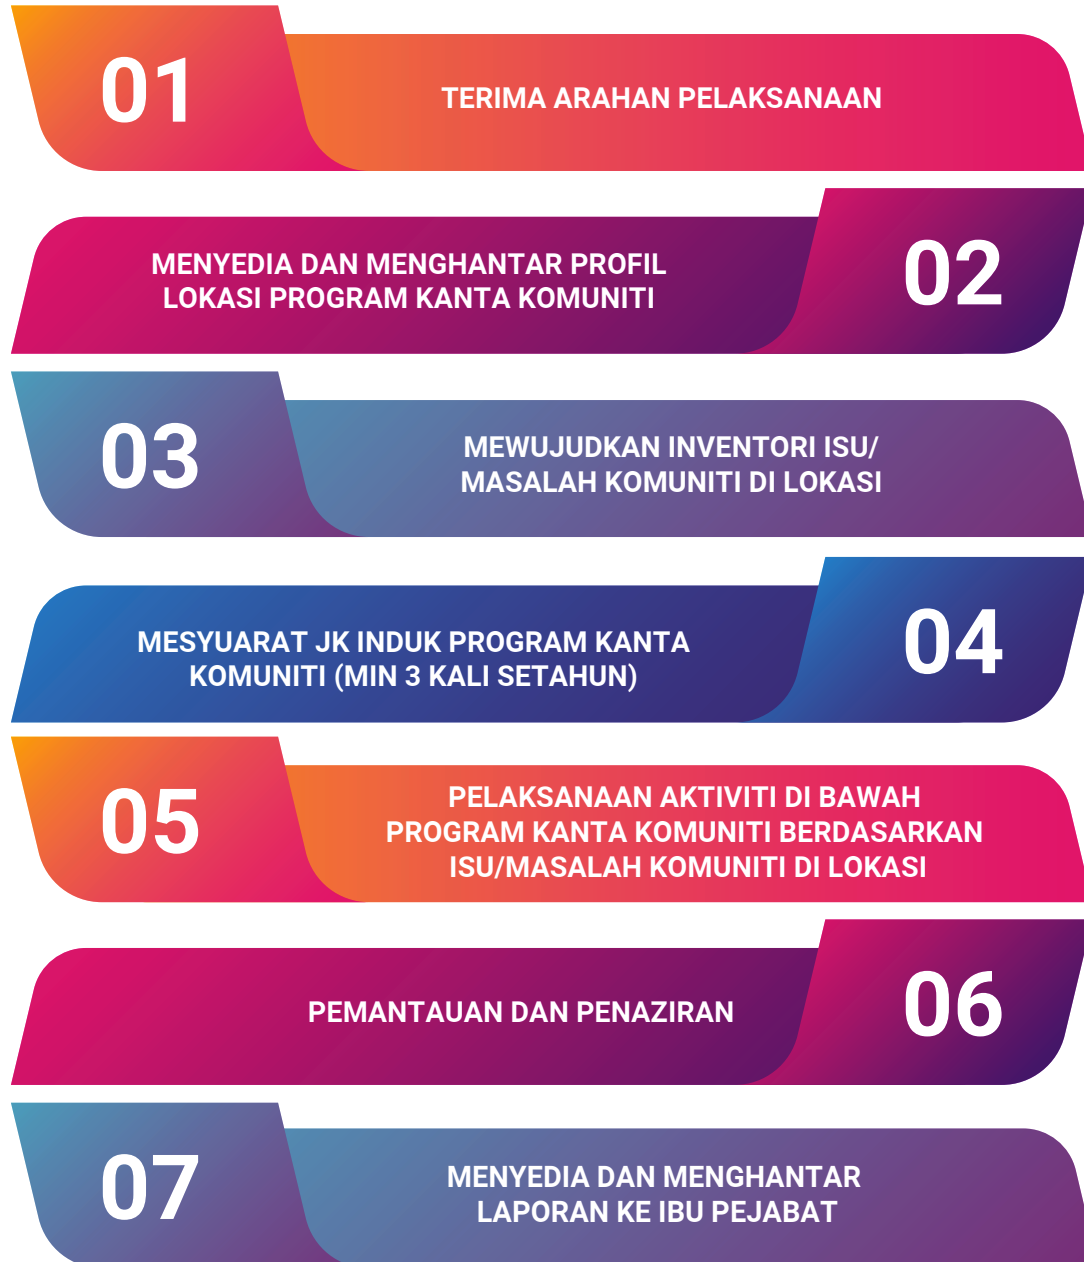 01
TERIMA ARAHAN PELAKSANAAN
MENYEDIA DAN MENGHANTAR PROFIL
LOKASI PROGRAM KANTA KOMUNITI
02
03
MEWUJUDKAN INVENTORI ISU/
MASALAH KOMUNITI DI LOKASI
MESYUARAT JK INDUK PROGRAM KANTA
KOMUNITI (MIN 3 KALI SETAHUN)
04
05
PELAKSANAAN AKTIVITI DI BAWAH
PROGRAM KANTA KOMUNITI BERDASARKAN
ISU/MASALAH KOMUNITI DI LOKASI
PEMANTAUAN DAN PENAZIRAN
06
07
MENYEDIA DAN MENGHANTAR
LAPORAN KE IBU PEJABAT